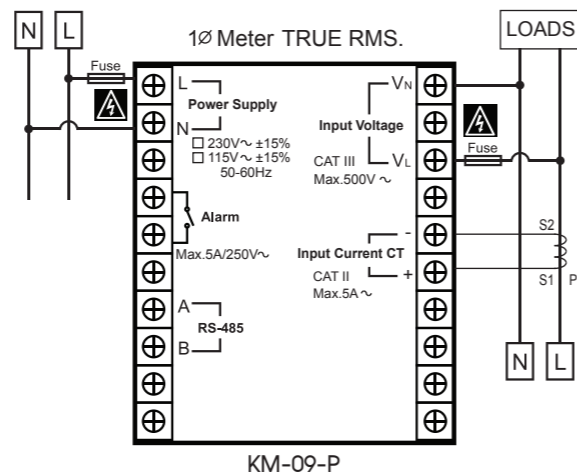 N L
1Ø Meter TRUE RMS.
LOADS
Fuse
L
Power Supply
N
□ 230V～ ±15%
□ 115V～ ±15%
50-60Hz
Alarm
Max.5A/250V～
A
RS-485
B
VN
Input Voltage
CAT III
VL
Max.500V ～
Fuse
-
Input Current CT
CAT II
+
Max.5A ～
S2
S1 P
N L
KM-09-P